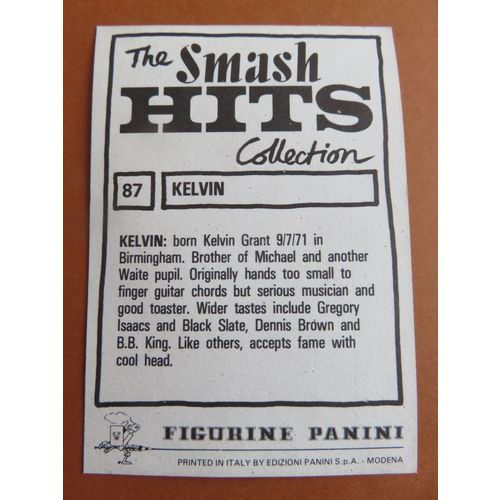 The Smash
HITS
Collection
87 KELVIN
KELVIN: born Kelvin Grant 9/7/71 in
Birmingham. Brother of Michael and another
Waite pupil. Originally hands too small to
finger guitar chords but serious musician and
good toaster. Wider tastes include Gregory
Isaacs and Black Slate, Dennis Brown and
B.B. King. Like others, accepts fame with
cool head.
FIGURINE PANINI
PRINTED IN ITALY BY EDIZIONI PANINI S.p.A. - MODENA